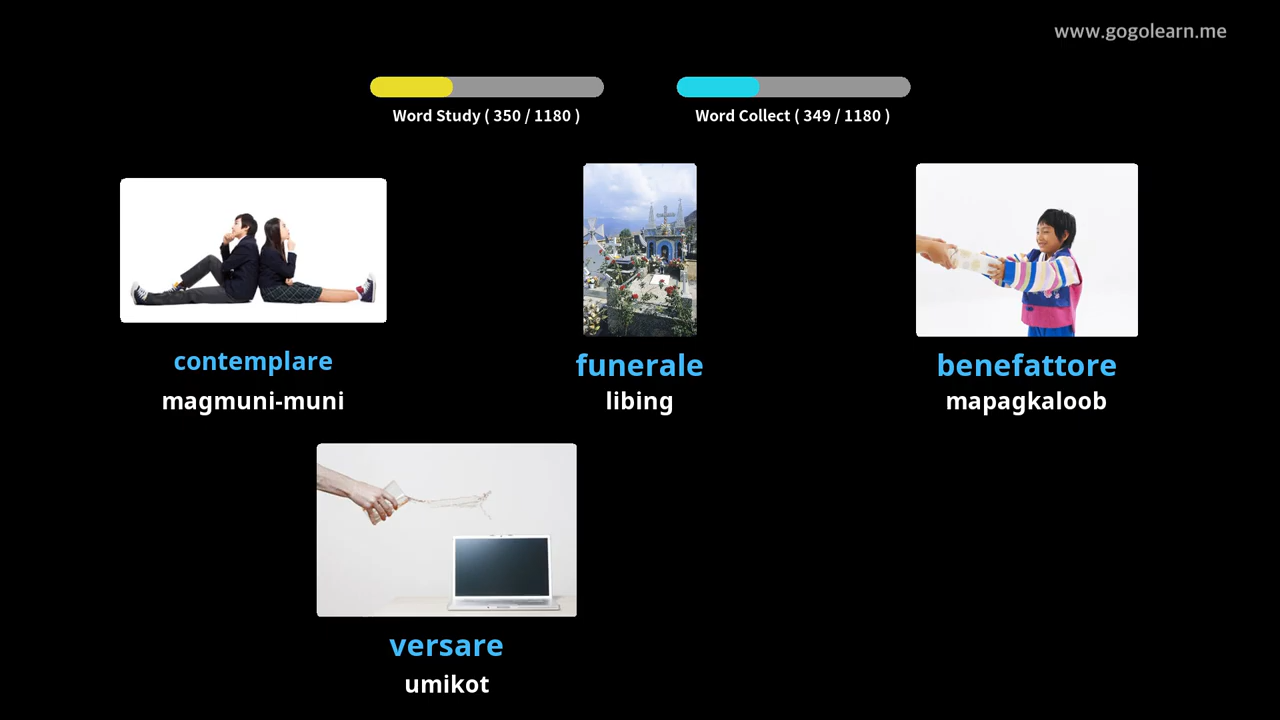 www.gogolearn.me
Word Study ( 350 / 1180 )
Word Collect ( 349 / 1180 )
contemplare
magmuni-muni
funerale
libing
benefattore
mapagkaloob
versare
umikot